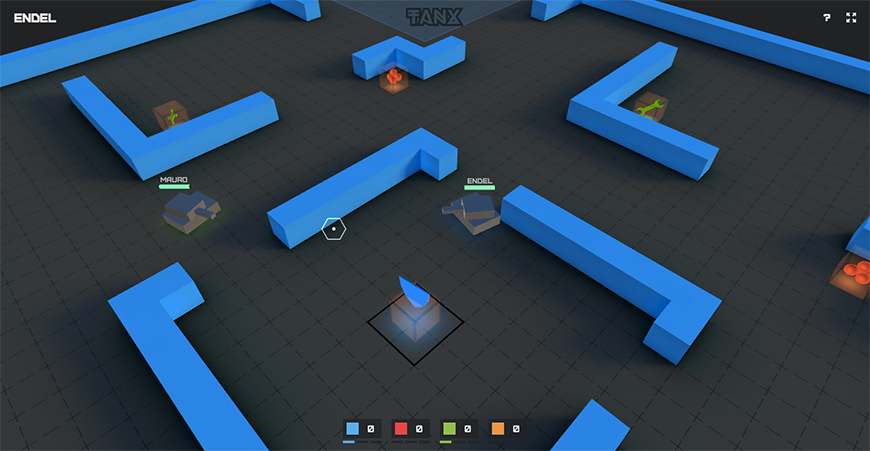 ENDEL
TANX
?
MAURO
ENDEL
0 0 0 0